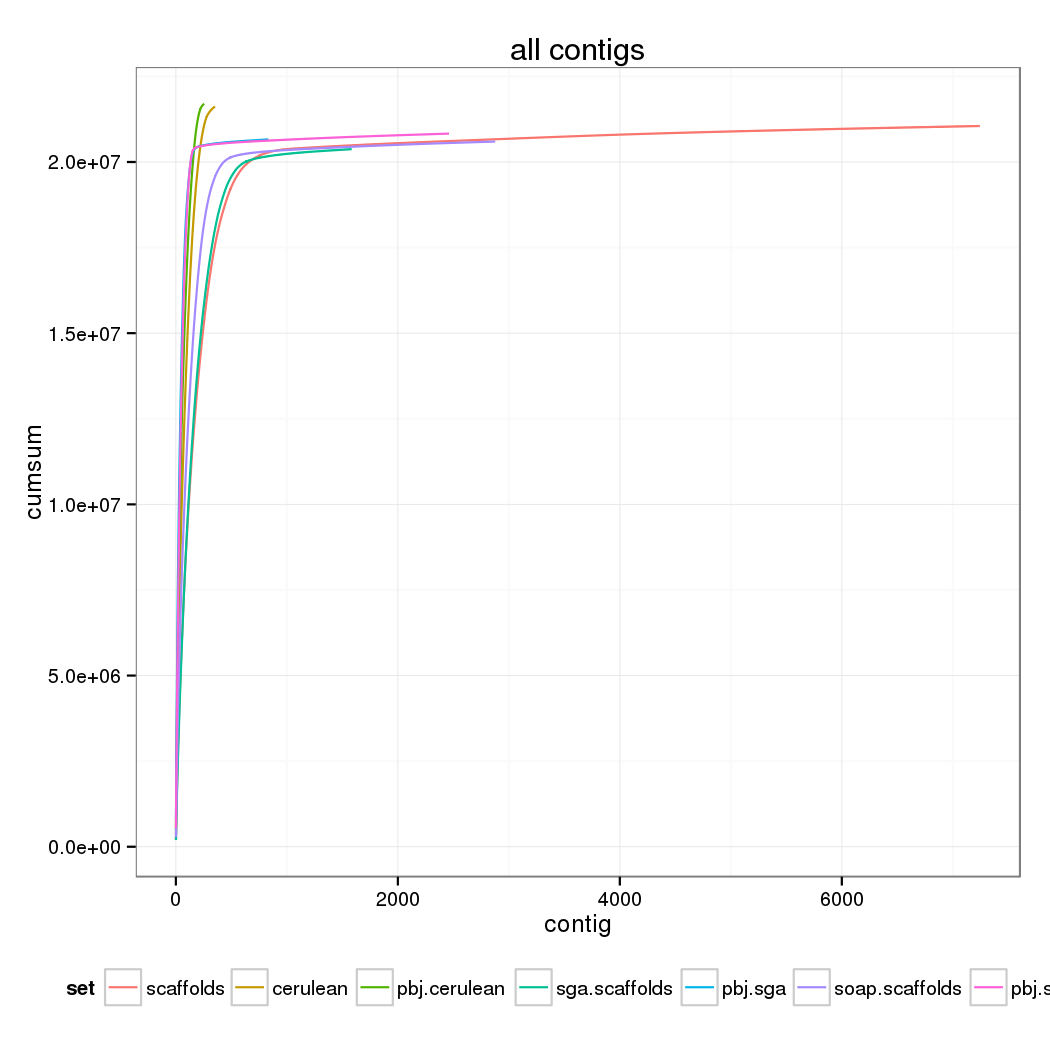 all contigs
cumsum
2.0e+07
1.5e+07
1.0e+07
5.0e+06
0.0e+00
0 2000 4000 6000
contig
set scaffolds cerulean pbj.cerulean sga.scaffolds pbj.sga soap.scaffolds pbj.s